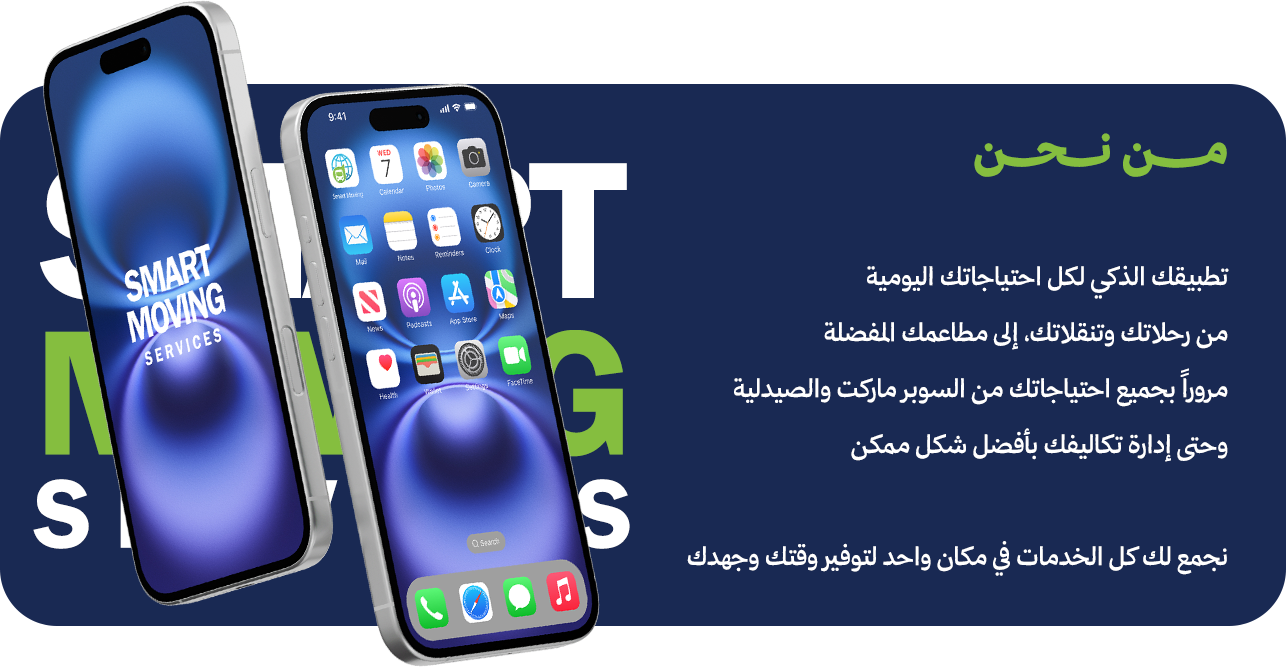 من نحن
تطبيقك الذكي لكل احتياجاتك اليومية
من رحلاتك وتنقلاتك، إلى مطاعمك المفضلة
مروراً بجميع احتياجاتك من السوبر ماركت والصيدلية
وحتى إدارة تكاليفك بأفضل شكل ممكن
نجمع لك كل الخدمات في مكان واحد لتوفير وقتك وجهدك
SMART
MOVING
SERVICES
9:41
WED
7
Smart Moving Calendar Photos Camera
Mail Notes Reminders Clock
News Podcasts App Store Maps
Health Wallet Settings FaceTime
Search